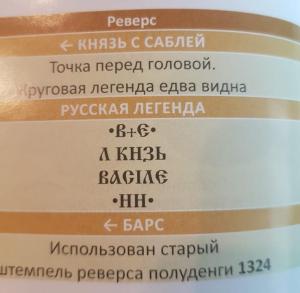 Реверс
← КНЯЗЬ С САБЛЕЙ
Точка перед головой.
Круговая легенда едва видна
РУССКАЯ ЛЕГЕНДА
•В+Є•
Л КНЗЬ
ВАСІЛЄ
•НН•
← БАРС
Использован старый
штемпель реверса полуденги 1324